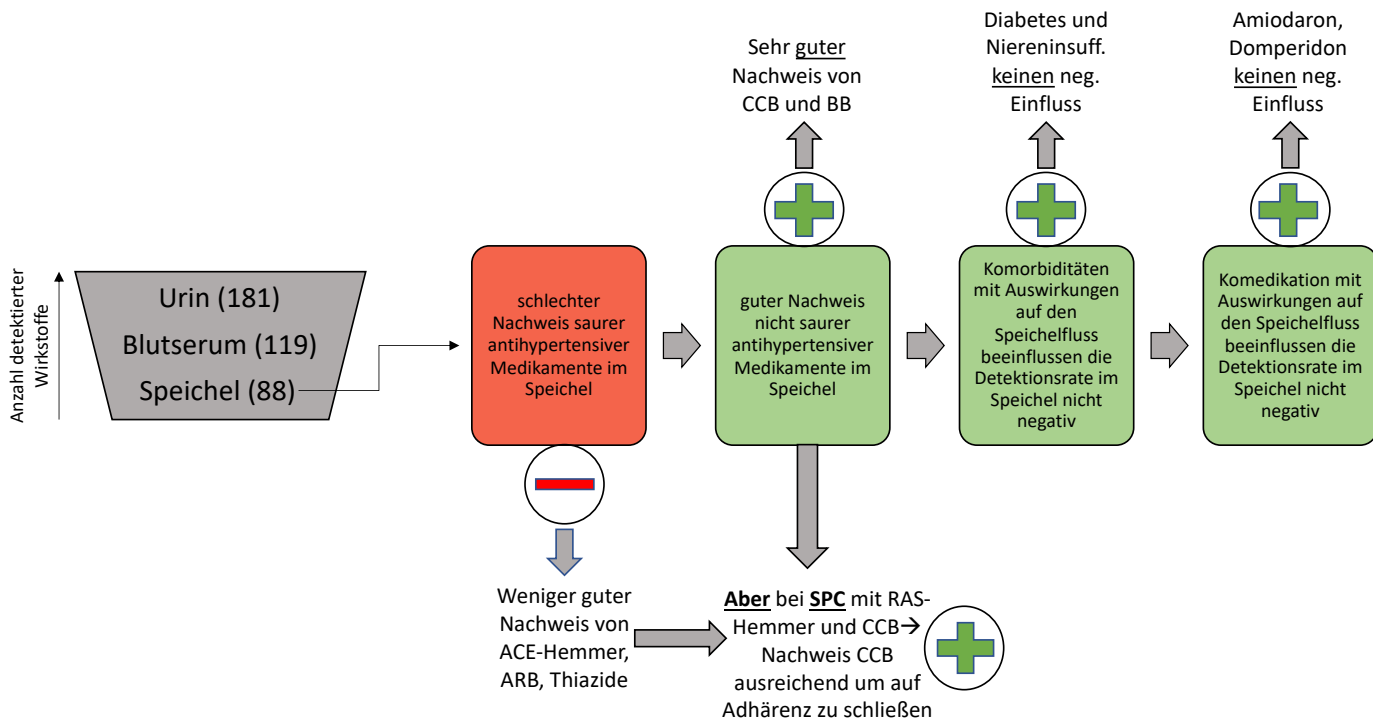 Sehr guter
Nachweis von
CCB und BB
Diabetes und
Niereninsuff.
keinen neg.
Einfluss
Amiodaron,
Domperidon
keinen neg.
Einfluss
Anzahl detektierter
Wirkstoffe
Urin (181)
Blutserum (119)
Speichel (88)
schlechter
Nachweis saurer
antihypertensiver
Medikamente im
Speichel
guter Nachweis
nicht saurer
antihypertensiver
Medikamente im
Speichel
Komorbiditäten
mit Auswirkungen
auf den
Speichelfluss
beeinflussen die
Detektionsrate im
Speichel nicht
negativ
Komedikation mit
Auswirkungen auf
den Speichelfluss
beeinflussen die
Detektionsrate im
Speichel nicht
negativ
Weniger guter
Nachweis von
ACE-Hemmer,
ARB, Thiazide
Aber bei SPC mit RAS-
Hemmer und CCB→
Nachweis CCB
ausreichend um auf
Adhärenz zu schließen